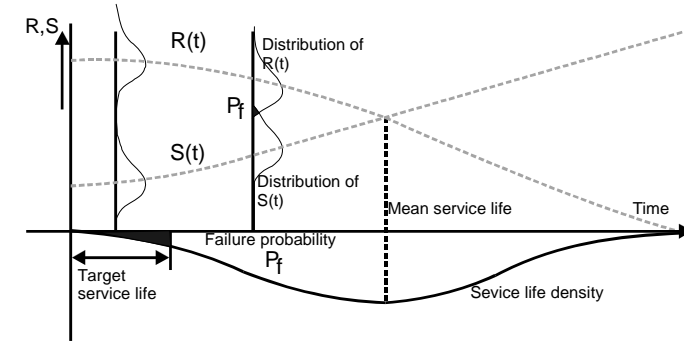 R,S
R(t)
Distribution of
R(t)
Pf
S(t)
Distribution of
S(t)
Mean service life
Time
Failure probability
Pf
Target
service life
Sevice life density